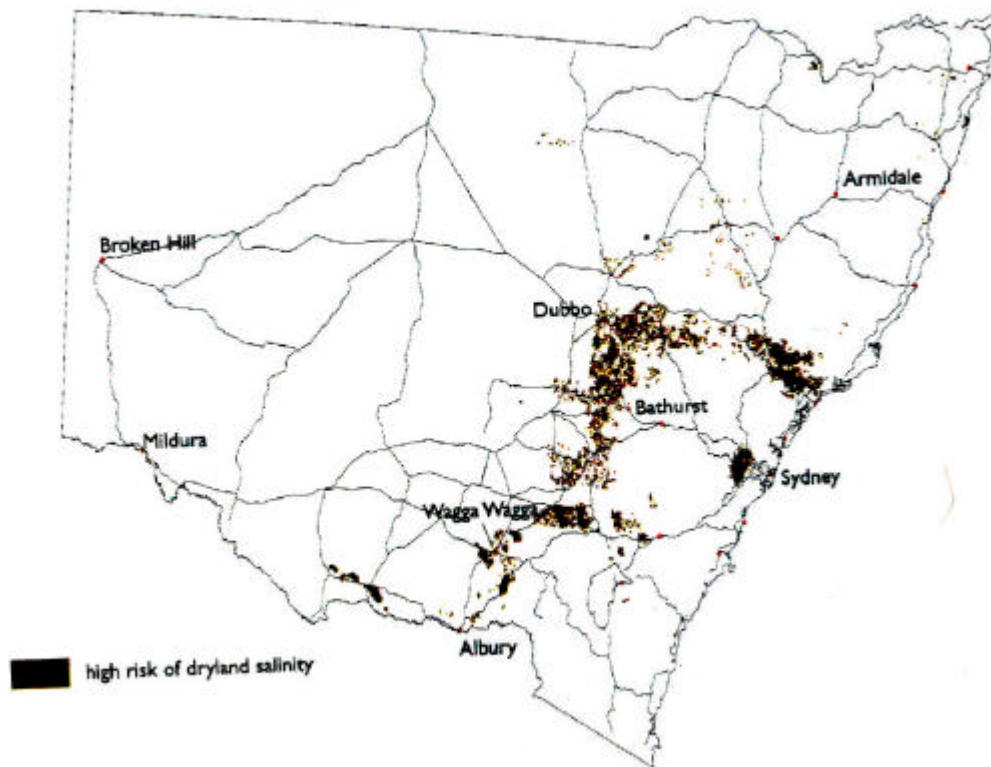 Armidale
Broken Hill
Dubbo
Bathurst
Mildura
Sydney
Wagga Wagga
Albury
high risk of dryland salinity